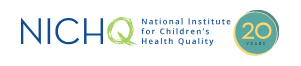 NICHQ
National Institute
for Children's
Health Quality
20
YEARS